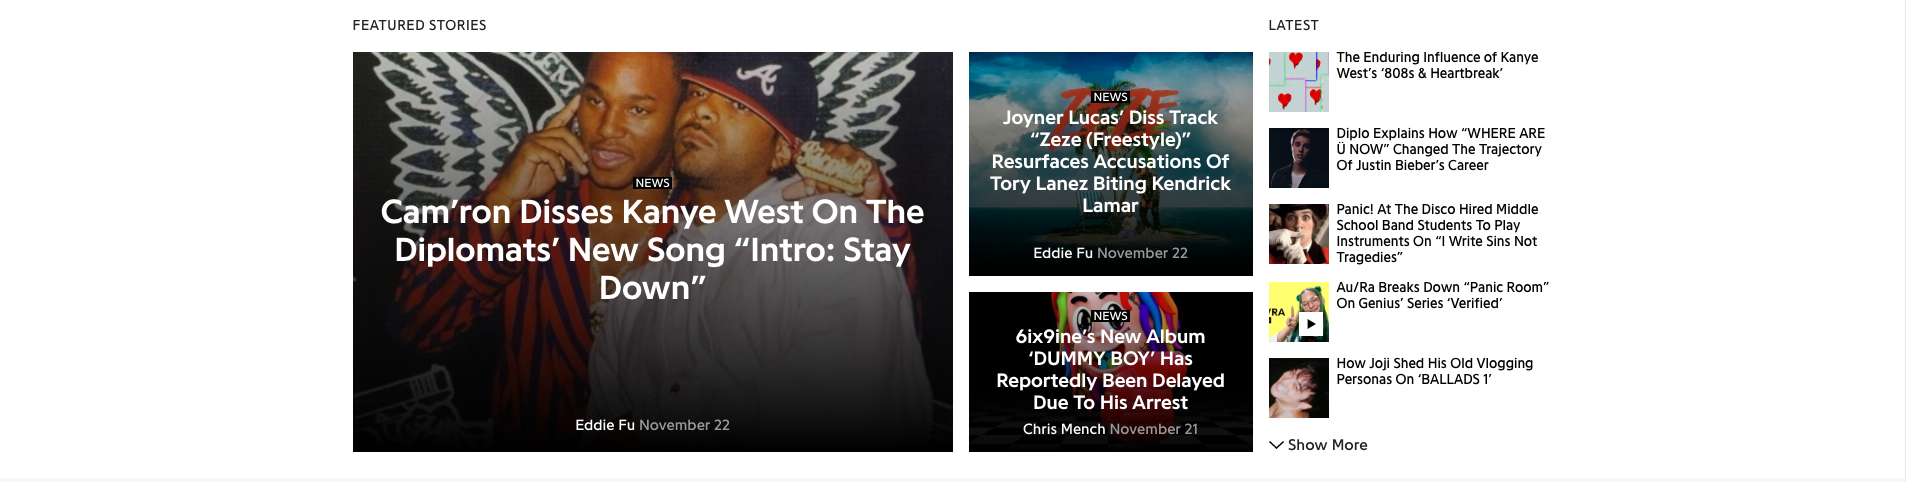 FEATURED STORIES
NEWS
Cam’ron Disses Kanye West On The
Diplomats’ New Song “Intro: Stay
Down”
Eddie Fu November 22
NEWS
Joyner Lucas’ Diss Track
“Zeze (Freestyle)”
Resurfaces Accusations Of
Tory Lanez Biting Kendrick
Lamar
Eddie Fu November 22
NEWS
6ix9ine’s New Album
‘DUMMY BOY’ Has
Reportedly Been Delayed
Due To His Arrest
Chris Mench November 21
LATEST
The Enduring Influence of Kanye
West’s ‘808s & Heartbreak’
Diplo Explains How “WHERE ARE
Ü NOW” Changed The Trajectory
Of Justin Bieber’s Career
Panic! At The Disco Hired Middle
School Band Students To Play
Instruments On “I Write Sins Not
Tragedies”
/RA
Au/Ra Breaks Down “Panic Room”
On Genius’ Series ‘Verified’
How Joji Shed His Old Vlogging
Personas On ‘BALLADS 1’
Show More